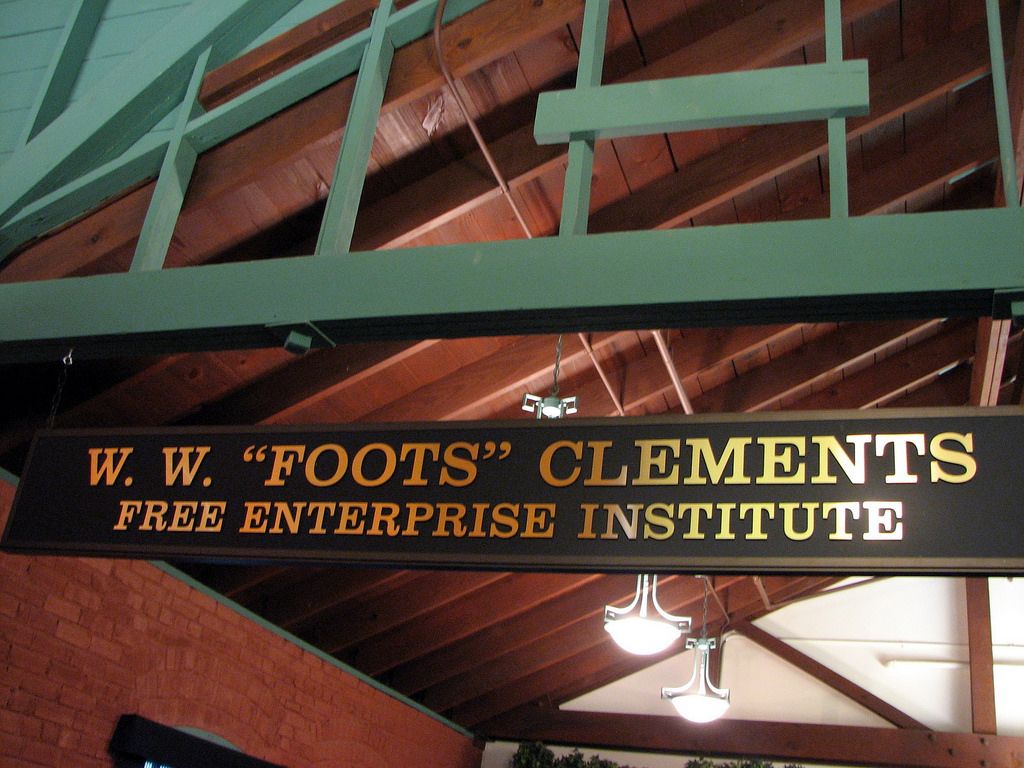 W. W. “FOOTS” CLEMENTS
FREE ENTERPRISE INSTITUTE